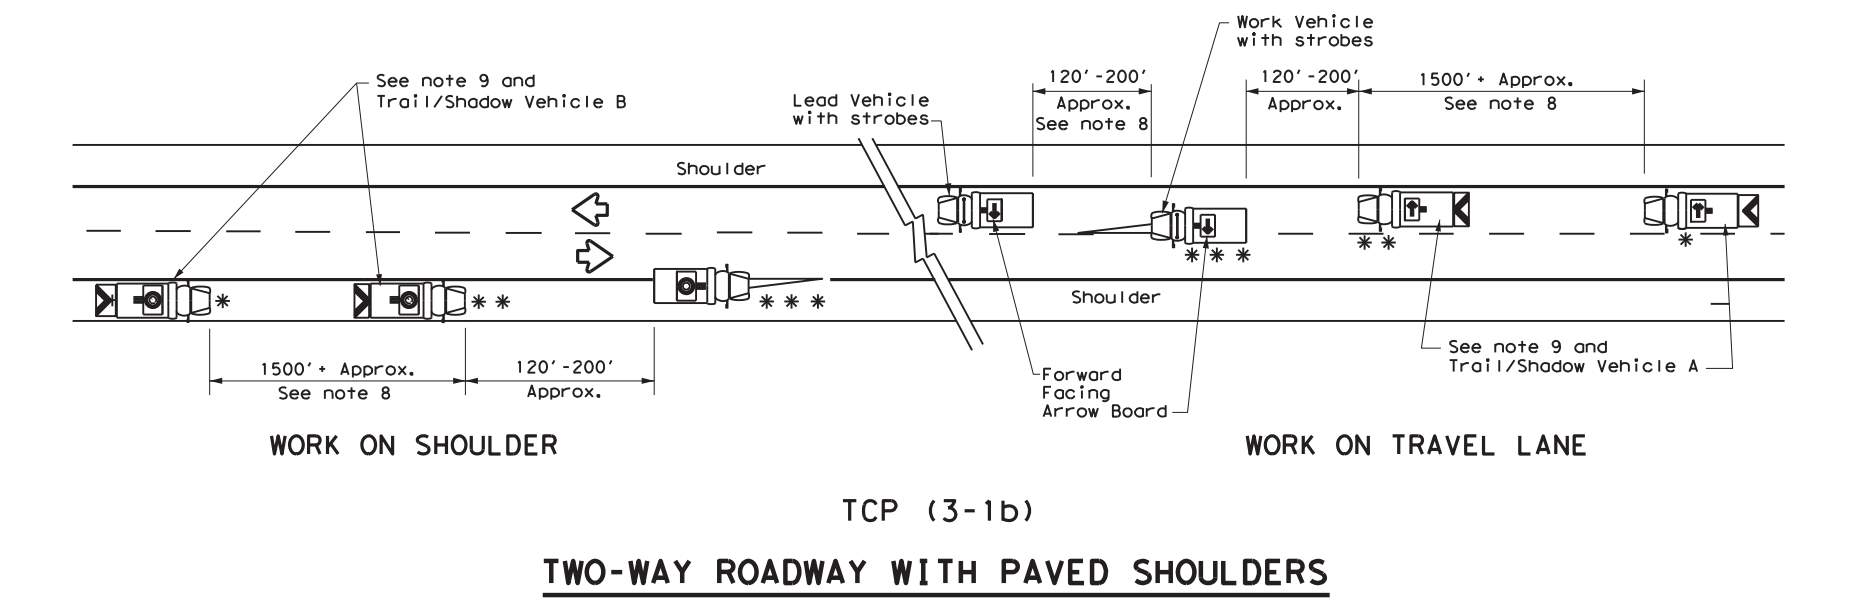 Work Vehicle
with strobes
See note 9 and
Trail/Shadow Vehicle B
120'-200'
Approx.
See note 8
120'-200'
Approx.
1500'+ Approx.
See note 8
Lead Vehicle
with strobes
Shoulder
*
* *
* * *
* * *
* *
*
Shoulder
1500'+ Approx.
See note 8
120'-200'
Approx.
Forward
Facing
Arrow Board
See note 9 and
Trail/Shadow Vehicle A
WORK ON SHOULDER
WORK ON TRAVEL LANE
TCP (3-1b)
TWO-WAY ROADWAY WITH PAVED SHOULDERS